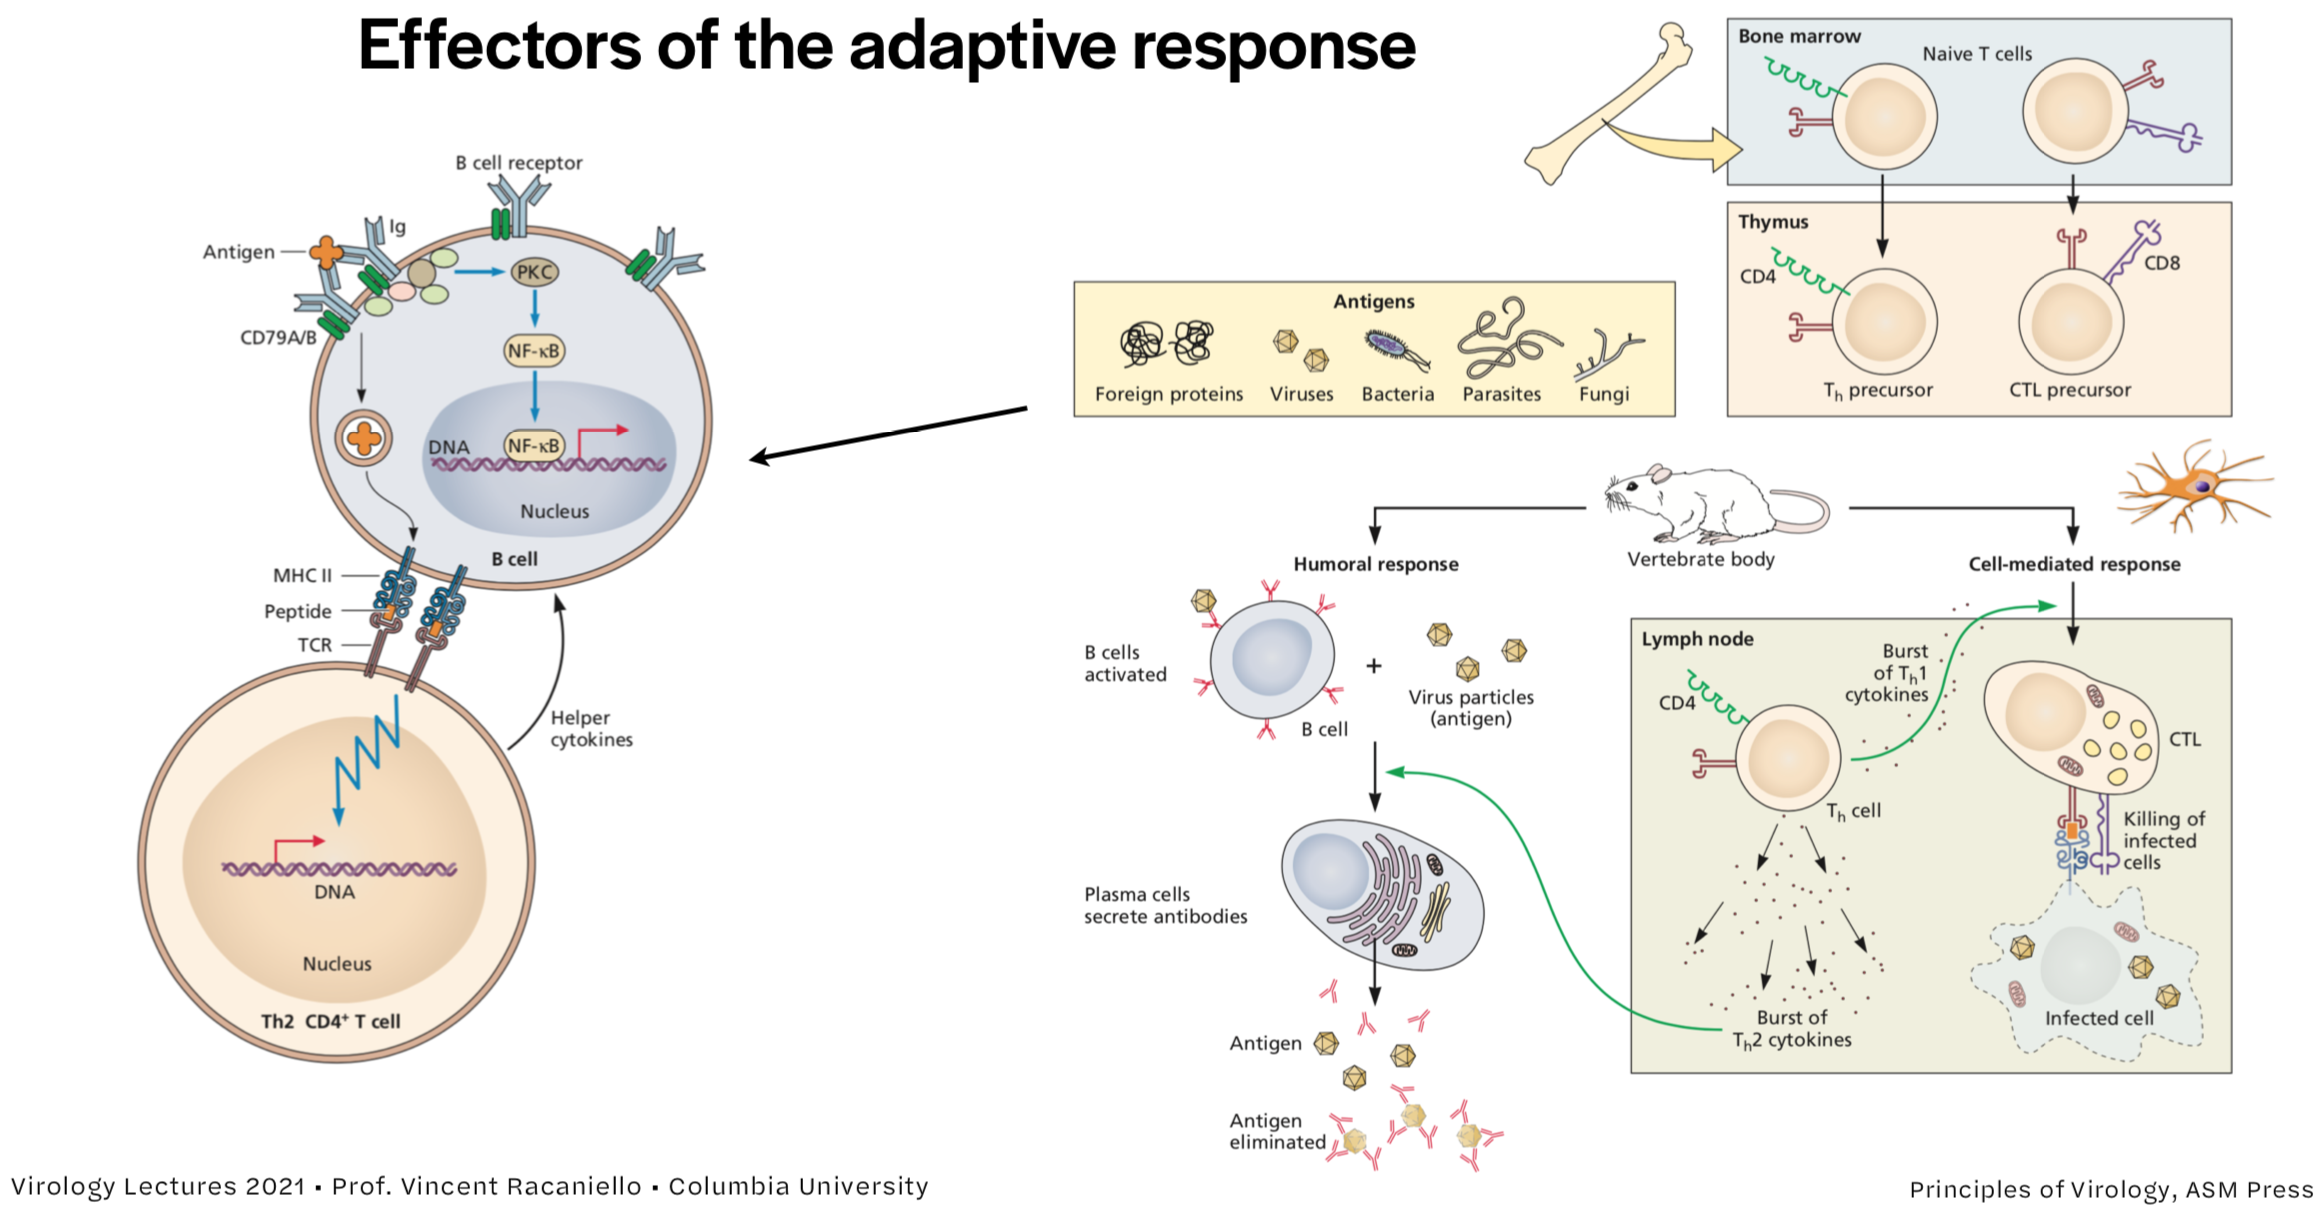 Effectors of the adaptive response
B cell receptor
Ig
Antigen
PKC
CD79A/B
NF-κB
DNA
NF-κB
Nucleus
B cell
MHC II
Peptide
TCR
Helper
cytokines
DNA
Nucleus
Th2 CD4⁺ T cell
Bone marrow
Naive T cells
Thymus
CD4
CD8
Th precursor
CTL precursor
Antigens
Foreign proteins
Viruses
Bacteria
Parasites
Fungi
Vertebrate body
Humoral response
Cell-mediated response
B cells
activated
+
Virus particles
(antigen)
B cell
Plasma cells
secrete antibodies
Antigen
Antigen
eliminated
Lymph node
Burst
of Th1
cytokines
CD4
Th cell
CTL
Killing of
infected
cells
Infected cell
Burst of
Th2 cytokines
Virology Lectures 2021 • Prof. Vincent Racaniello • Columbia University
Principles of Virology, ASM Press